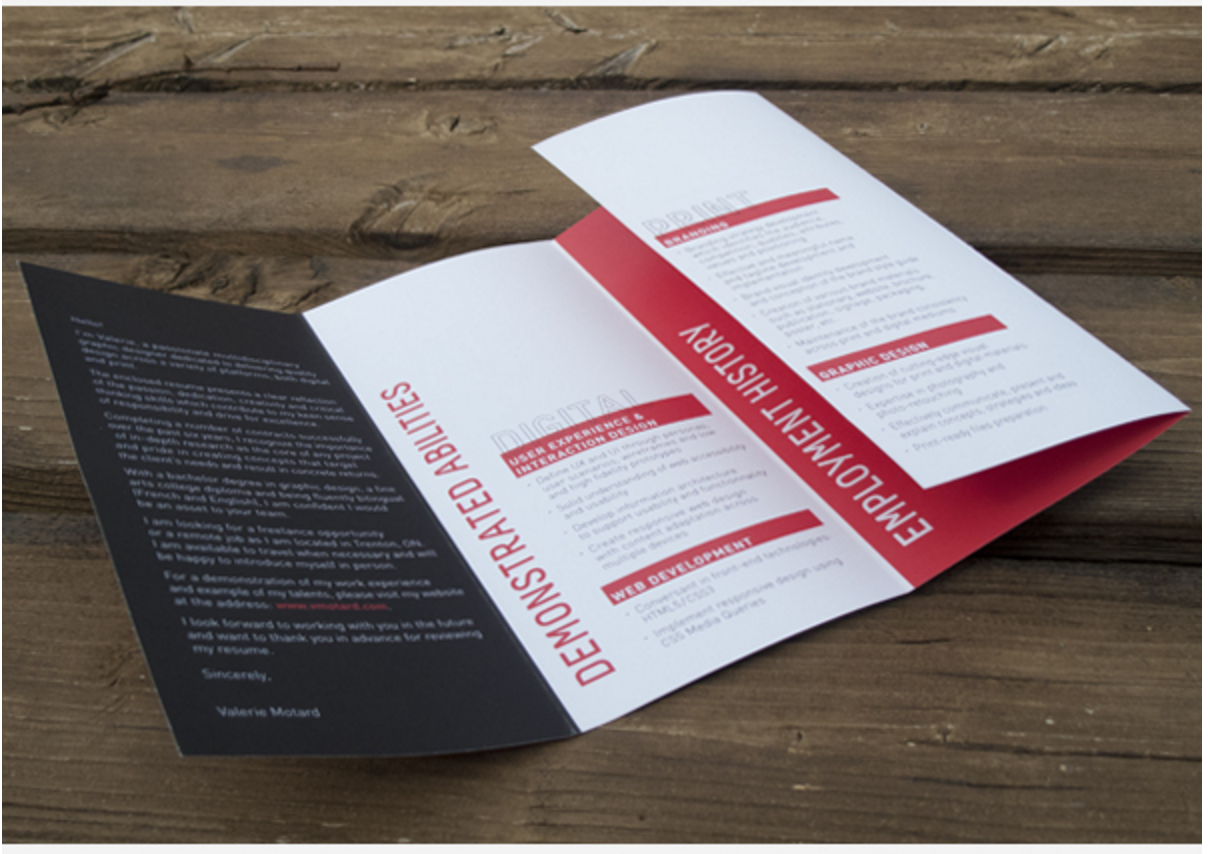 Hello!
I'm Valerie, a passionate multidisciplinary
graphic designer dedicated to delivering quality
design across a variety of platforms, both digital
and print.
The enclosed resume presents a clear reflection
of the passion, dedication, creativity and critical
thinking skills which contribute to my keen sense
of responsibility and drive for excellence.
Completing a number of contracts successfully
over the past six years, I recognize the importance
of in-depth research as the core of any project
and pride in creating concepts that target
the client's needs and result in concrete returns.
With a bachelor degree in graphic design, a fine
arts college diploma and being fluently bilingual
(French and English), I am confident I would
be an asset to your team.
I am looking for a freelance opportunity
or a remote job as I am located in Trenton, ON.
I am available to travel when necessary and will
be happy to introduce myself in person.
For a demonstration of my work experience
and example of my talents, please visit my website
at the address: www.vmotard.com.
I look forward to working with you in the future
and want to thank you in advance for reviewing
my resume.
Sincerely,
Valerie Motard
DEMONSTRATED ABILITIES
DIGITAL
USER EXPERIENCE &
INTERACTION DESIGN
• Define UX and UI through personas,
user scenarios, wireframes and low
and high fidelity prototypes
• Solid understanding of web accessibility
and usability
• Develop information architecture
to support usability and functionnality
• Create responsive web design
with content adaptation across
multiple devices
WEB DEVELOPMENT
• Conversant in front-end technologies:
HTML5/CSS3
• Implement responsive design using
CSS Media Queries
EMPLOYMENT HISTORY
PRINT
BRANDING
• Branding strategy development
which identifies the audience,
competition, qualities, attributes,
values and positioning
• Effective and meaningful name
and tagline development and
implementation
• Brand visual identity development
and conception of the brand style guide
• Creation of various brand materials
such as stationary, website, brochure,
publication, signage, packaging,
poster, etc.
• Maintenance of the brand consistency
across print and digital mediums
GRAPHIC DESIGN
• Creation of cutting-edge visual
designs for print and digital materials
• Expertise in photography and
photo-retouching
• Effectively communicate, present and
explain concepts, strategies and ideas
• Print-ready files preparation